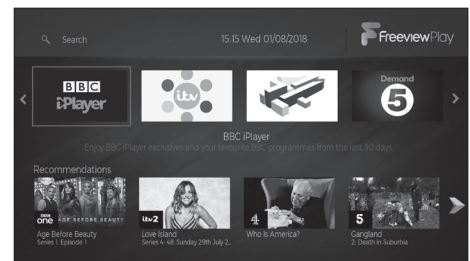 Search
15:15 Wed 01/08/2018
FreeviewPlay
BBC
iPlayer
itv
Demand
5
BBC iPlayer
Enjoy BBC iPlayer exclusives and your favourite BBC programmes from the last 30 days.
Recommendations
BBC
one
AGE BEFORE BEAUTY
itv2
4
5
Age Before Beauty
Series 1: Episode 1
Love Island
Series 4: 48. Sunday 29th July 2..
Who Is America?
Gangland
2: Death in Suburbia